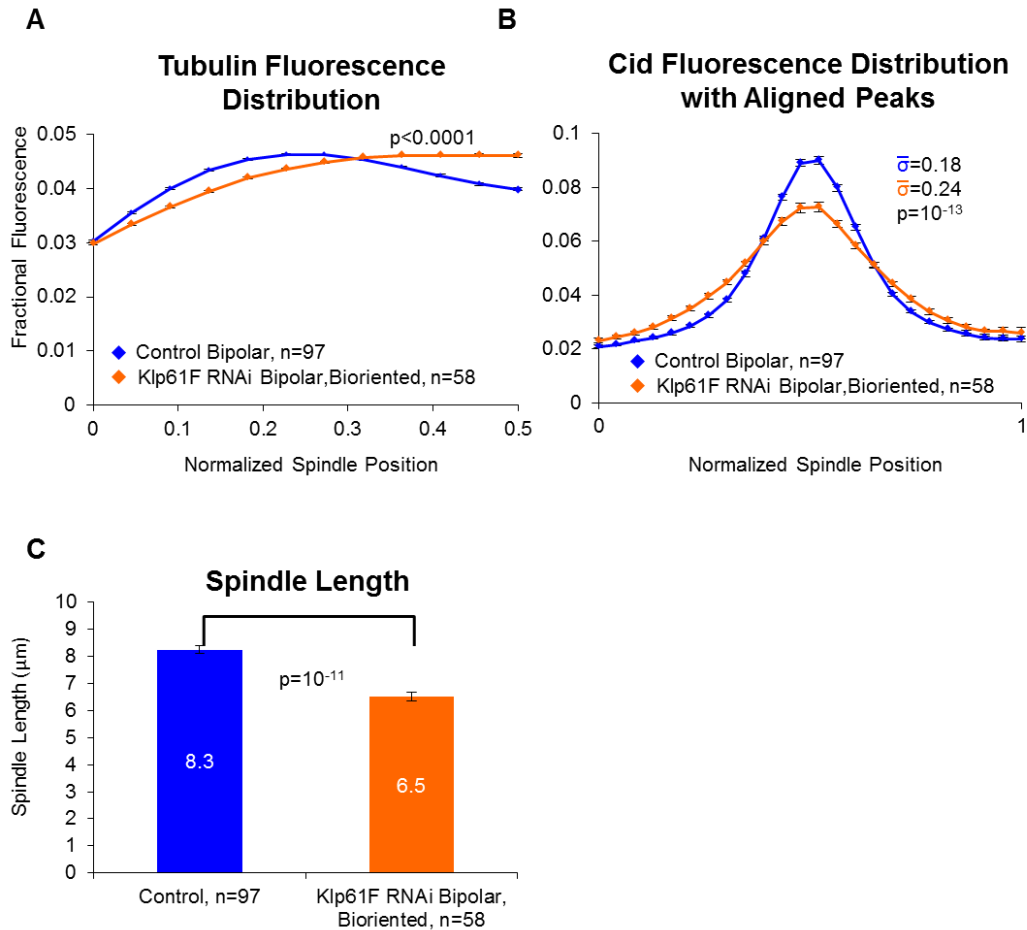 A
Tubulin Fluorescence
Distribution
Fractional Fluorescence
0.05
0.04
0.03
0.02
0.01
0
p<0.0001
Control Bipolar, n=97
Klp61F RNAi Bipolar,Bioriented, n=58
0 0.1 0.2 0.3 0.4 0.5
Normalized Spindle Position
B
Cid Fluorescence Distribution
with Aligned Peaks
0.1
0.08
0.06
0.04
0.02
0
σ̅=0.18
σ̅=0.24
p=10⁻¹³
Control Bipolar, n=97
Klp61F RNAi Bipolar,Bioriented, n=58
0 1
Normalized Spindle Position
C
Spindle Length
Spindle Length (µm)
10
9
8
7
6
5
4
3
2
1
0
p=10⁻¹¹
8.3
6.5
Control, n=97
Klp61F RNAi Bipolar,
Bioriented, n=58